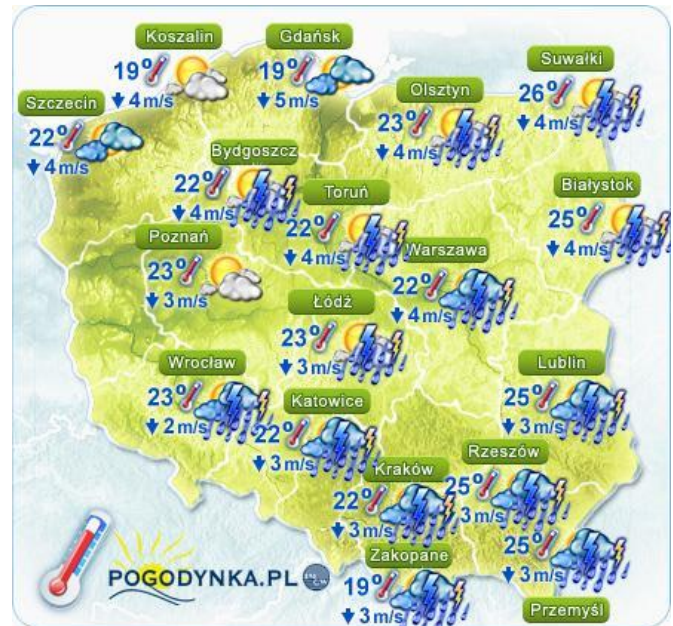 Koszalin
19°
4 m/s
Gdańsk
19°
5 m/s
Suwałki
26°
4 m/s
Szczecin
22°
4 m/s
Olsztyn
23°
4 m/s
Bydgoszcz
22°
4 m/s
Toruń
22°
4 m/s
Białystok
25°
4 m/s
Poznań
23°
3 m/s
Warszawa
22°
4 m/s
Łódź
23°
3 m/s
Wrocław
23°
2 m/s
Katowice
22°
3 m/s
Lublin
25°
3 m/s
Kraków
22°
3 m/s
Rzeszów
25°
3 m/s
Zakopane
19°
3 m/s
25°
3 m/s
Przemyśl
POGODYNKA.PL